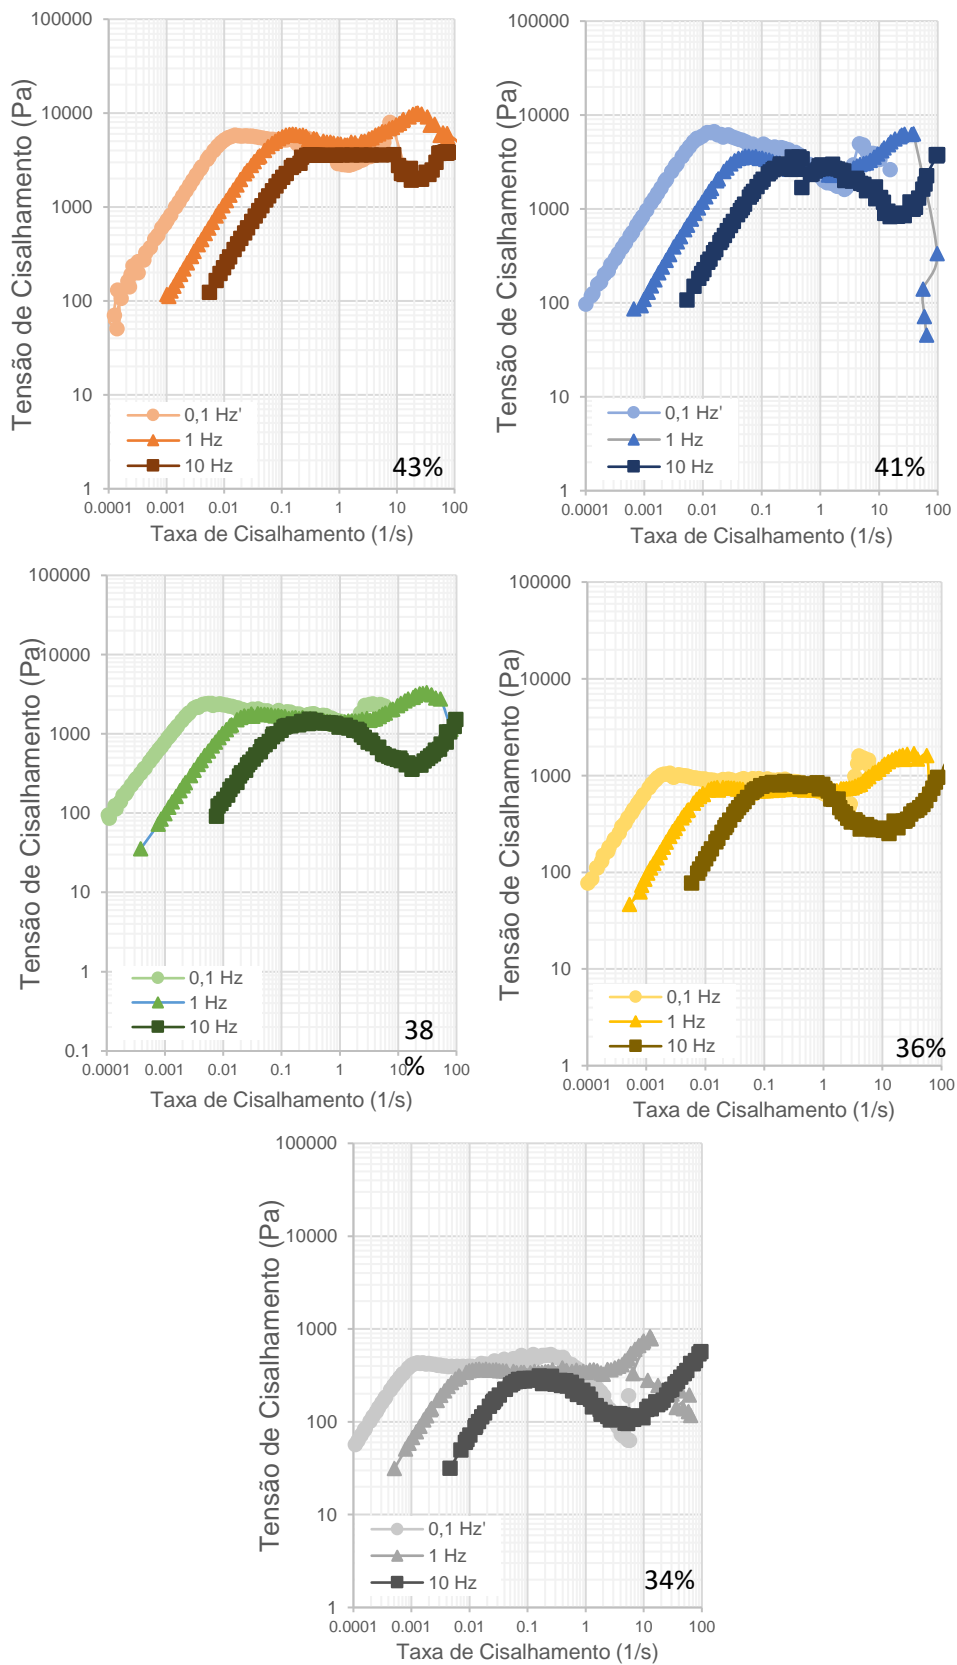 Tensão de Cisalhamento (Pa)
100000
10000
1000
100
10
1
0,1 Hz'
1 Hz
10 Hz
43%
0.0001 0.001 0.01 0.1 1 10 100
Taxa de Cisalhamento (1/s)
Tensão de Cisalhamento (Pa)
100000
10000
1000
100
10
1
0,1 Hz'
1 Hz
10 Hz
41%
0.0001 0.001 0.01 0.1 1 10 100
Taxa de Cisalhamento (1/s)
Tensão de Cisalhamento (Pa)
100000
10000
1000
100
10
1
0.1
0,1 Hz
1 Hz
10 Hz
38
%
0.0001 0.001 0.01 0.1 1 10 100
Taxa de Cisalhamento (1/s)
Tensão de Cisalhamento (Pa)
100000
10000
1000
100
10
1
0,1 Hz
1 Hz
10 Hz
36%
0.0001 0.001 0.01 0.1 1 10 100
Taxa de Cisalhamento (1/s)
Tensão de Cisalhamento (Pa)
100000
10000
1000
100
10
1
0,1 Hz'
1 Hz
10 Hz
34%
0.0001 0.001 0.01 0.1 1 10 100
Taxa de Cisalhamento (1/s)